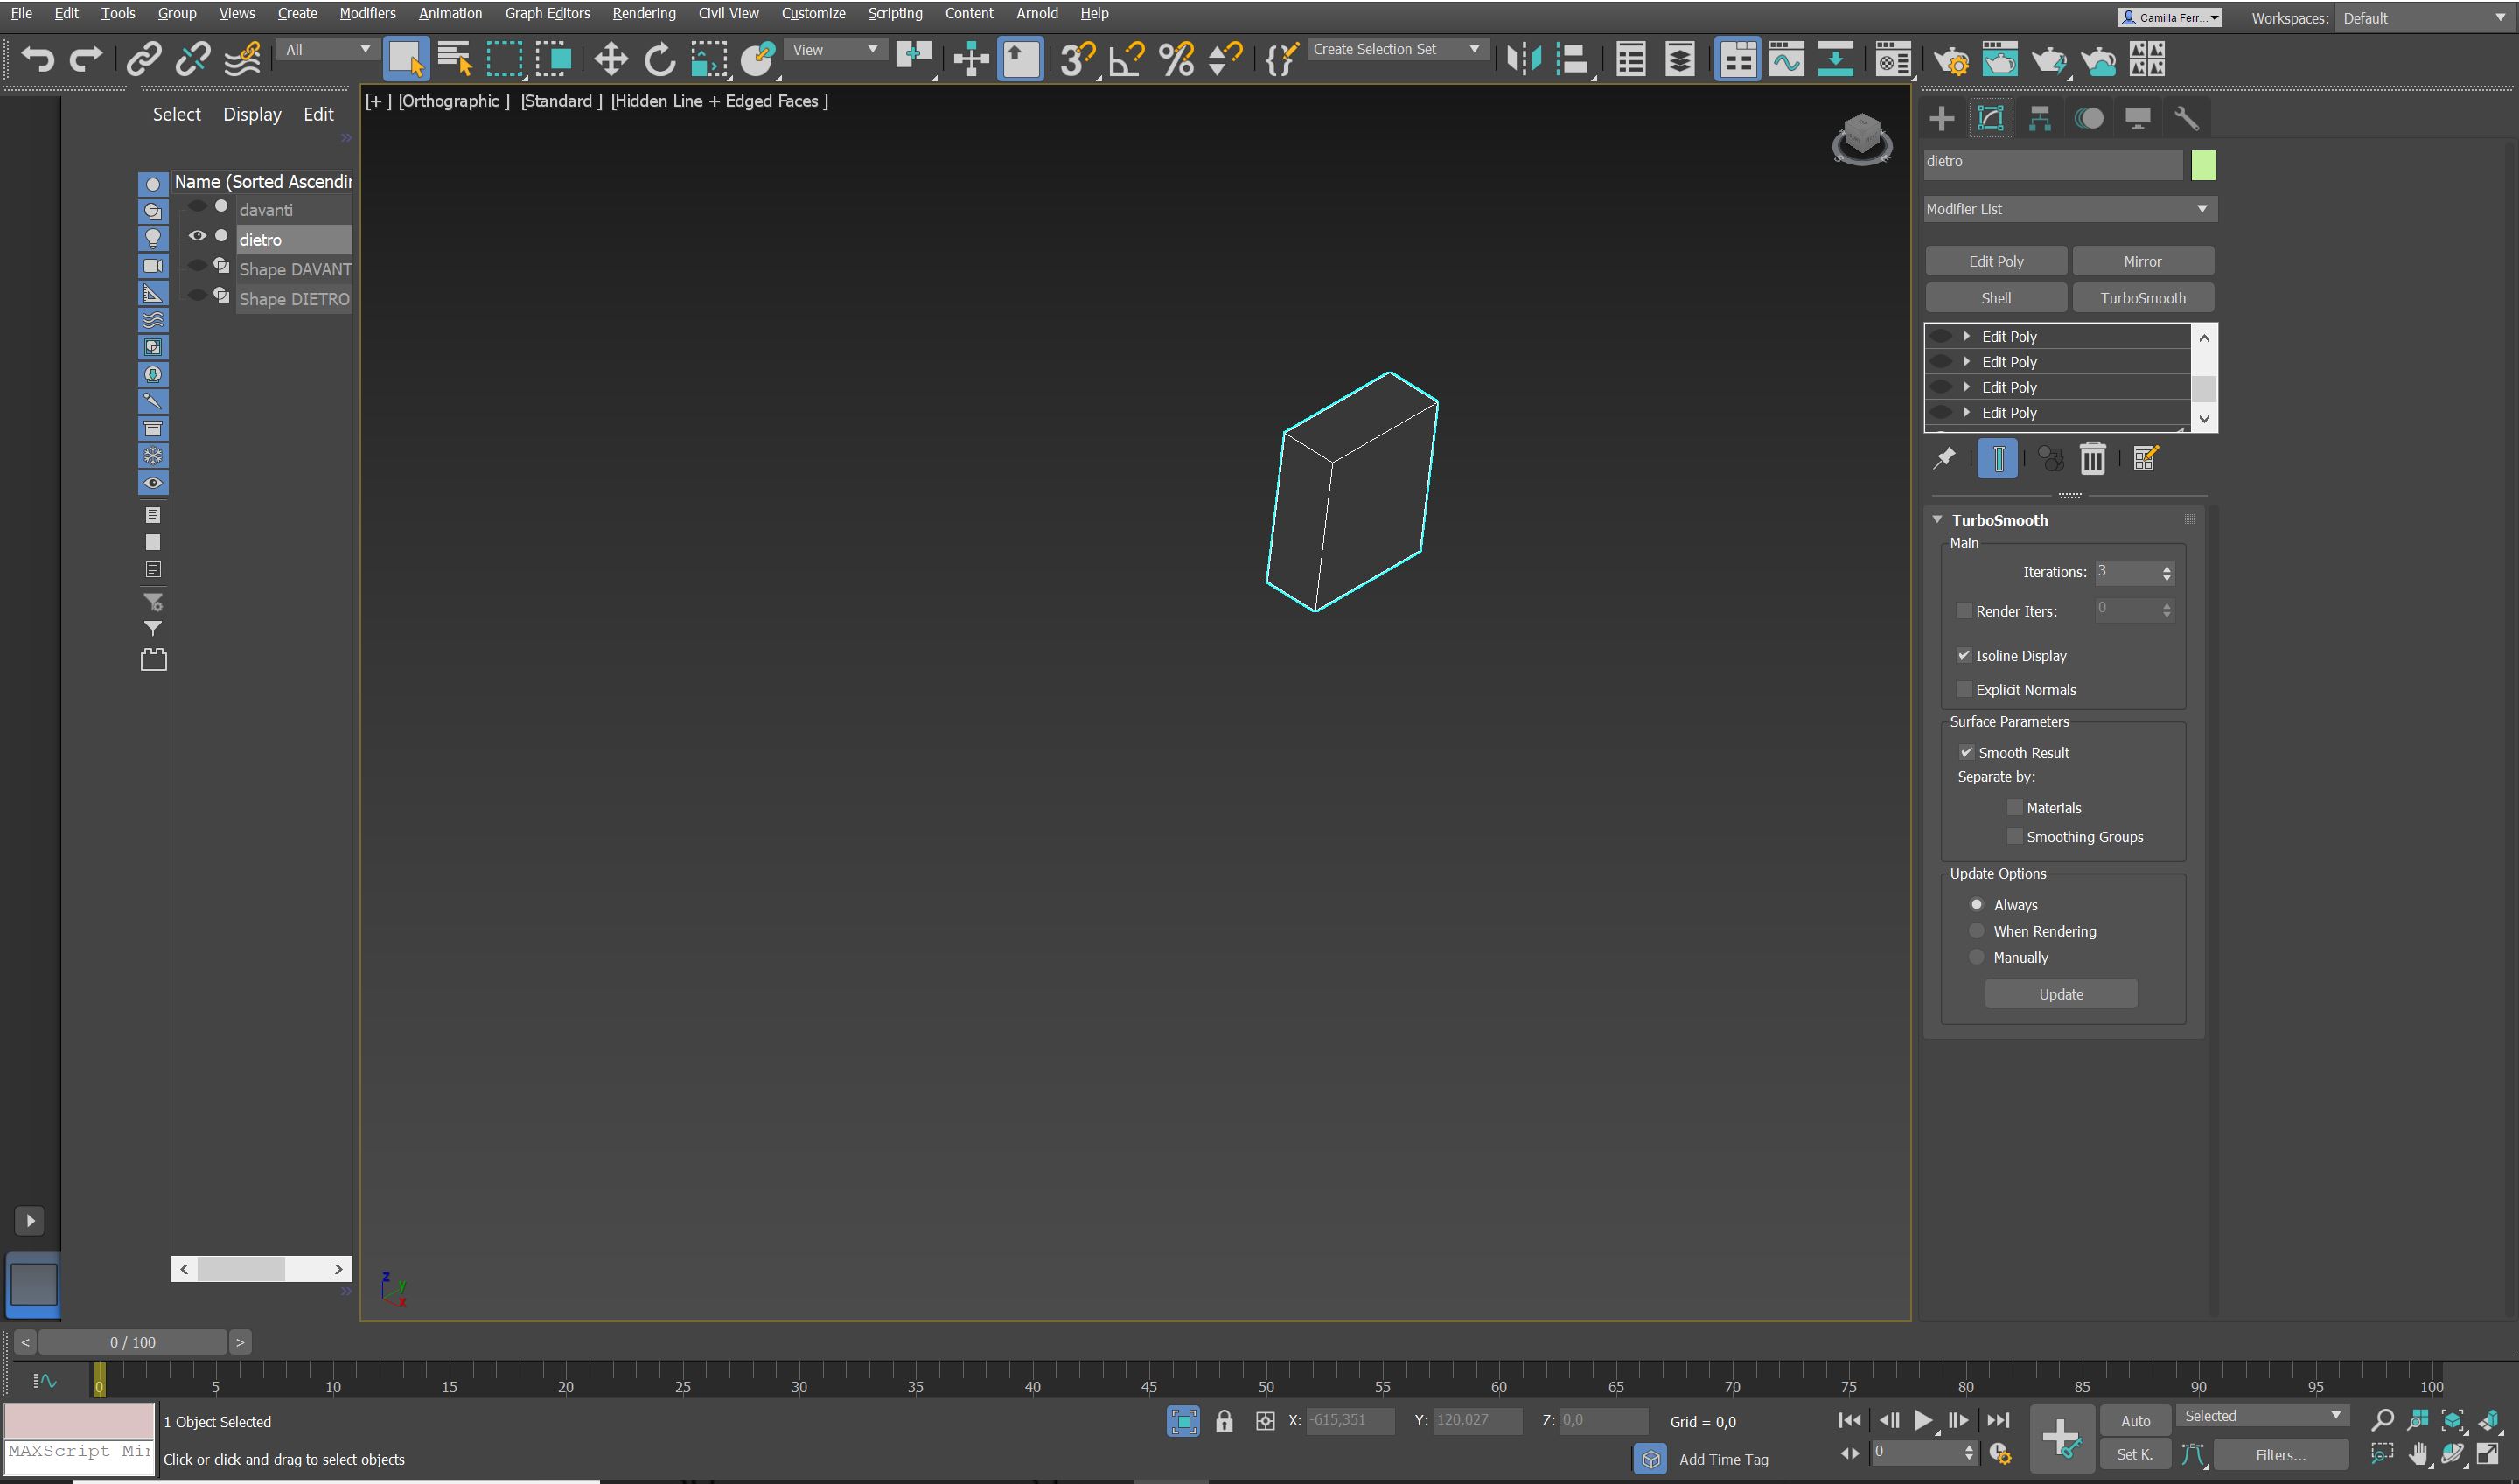 File Edit Tools Group Views Create Modifiers Animation Graph Editors Rendering Civil View Customize Scripting Content Arnold Help
Camilla Ferr... Workspaces: Default
All View Create Selection Set
[+ ] [Orthographic ] [Standard ] [Hidden Line + Edged Faces ]
Select Display Edit
Name (Sorted Ascendin
davanti
dietro
Shape DAVANT
Shape DIETRO
dietro
Modifier List
Edit Poly Mirror
Shell TurboSmooth
Edit Poly
Edit Poly
Edit Poly
Edit Poly
TurboSmooth
Main
Iterations: 3
Render Iters: 0
Isoline Display
Explicit Normals
Surface Parameters
Smooth Result
Separate by:
Materials
Smoothing Groups
Update Options
Always
When Rendering
Manually
Update
z
y
x
< 0 / 100 >
0 5 10 15 20 25 30 35 40 45 50 55 60 65 70 75 80 85 90 95 100
1 Object Selected X: -615,351 Y: 120,027 Z: 0,0 Grid = 0,0 Auto Selected
MAXScript Mi
Click or click-and-drag to select objects Add Time Tag 0 Set K. Filters...